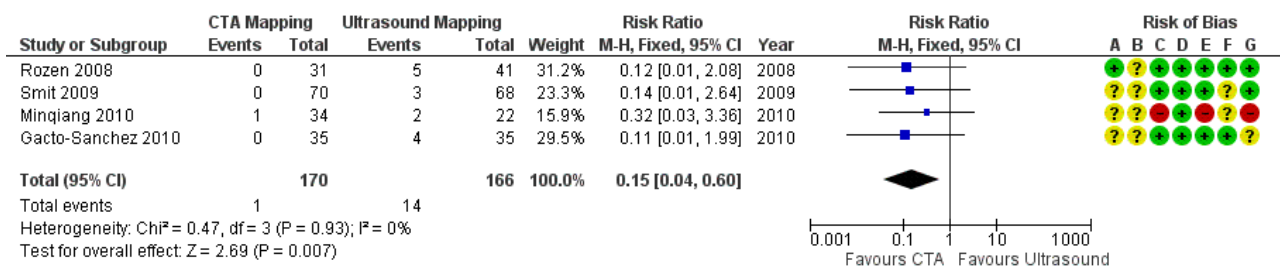 CTA Mapping Ultrasound Mapping Risk Ratio Risk Ratio Risk of Bias
Study or Subgroup Events Total Events Total Weight M-H, Fixed, 95% CI Year M-H, Fixed, 95% CI A B C D E F G
Rozen 2008 0 31 5 41 31.2% 0.12 [0.01, 2.08] 2008 + ? + + + + +
Smit 2009 0 70 3 68 23.3% 0.14 [0.01, 2.64] 2009 ? ? + + + ? +
Minqiang 2010 1 34 2 22 15.9% 0.32 [0.03, 3.36] 2010 ? ? - + - ? -
Gacto-Sanchez 2010 0 35 4 35 29.5% 0.11 [0.01, 1.99] 2010 ? ? + + + + ?
Total (95% CI) 170 166 100.0% 0.15 [0.04, 0.60]
Total events 1 14
Heterogeneity: Chi² = 0.47, df = 3 (P = 0.93); I² = 0%
Test for overall effect: Z = 2.69 (P = 0.007)
0.001 0.1 1 10 1000
Favours CTA Favours Ultrasound